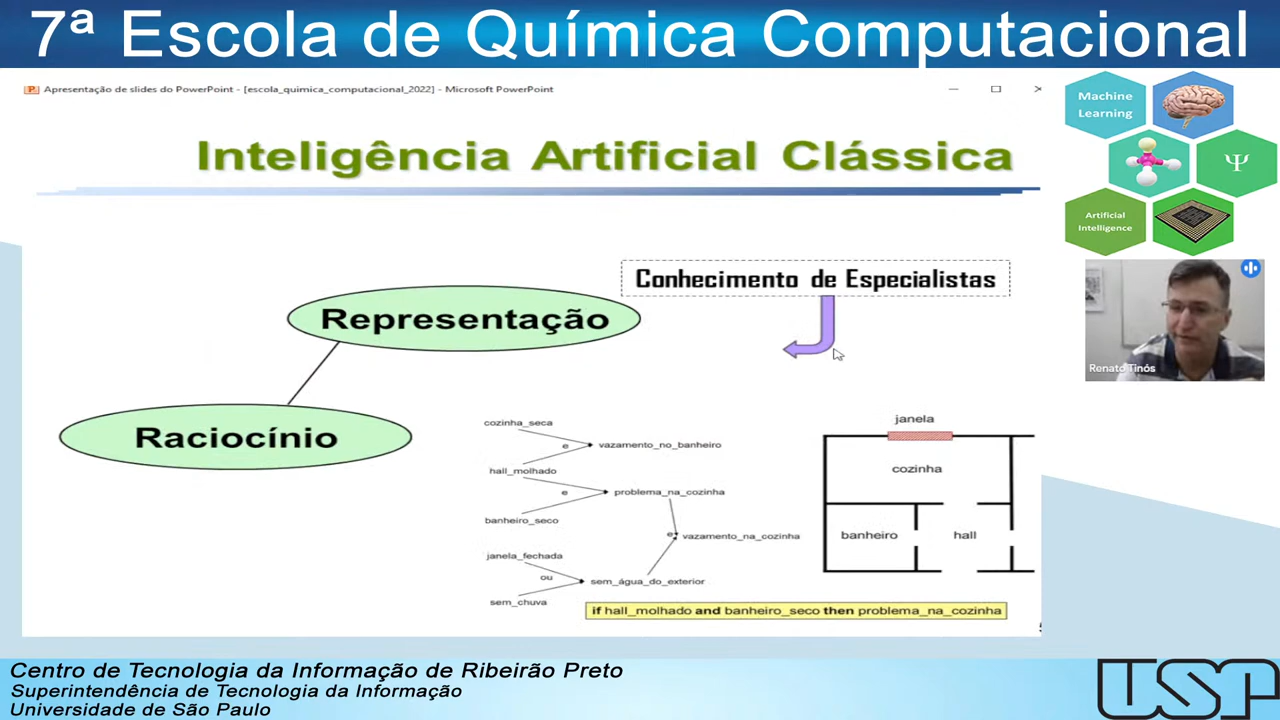 7ª Escola de Química Computacional
Apresentação de slides do PowerPoint - [escola_quimica_computacional_2022] - Microsoft PowerPoint
Machine
Learning
Ψ
Artificial
Intelligence
Inteligência Artificial Clássica
Conhecimento de Especialistas
Representação
Raciocínio
Renato Tinós
cozinha_seca
e
vazamento_no_banheiro
hall_molhado
e
problema_na_cozinha
banheiro_seco
e
vazamento_na_cozinha
janela_fechada
ou
sem_água_do_exterior
sem_chuva
janela
cozinha
banheiro
hall
if hall_molhado and banheiro_seco then problema_na_cozinha
Centro de Tecnologia da Informação de Ribeirão Preto
Superintendência de Tecnologia da Informação
Universidade de São Paulo
USP